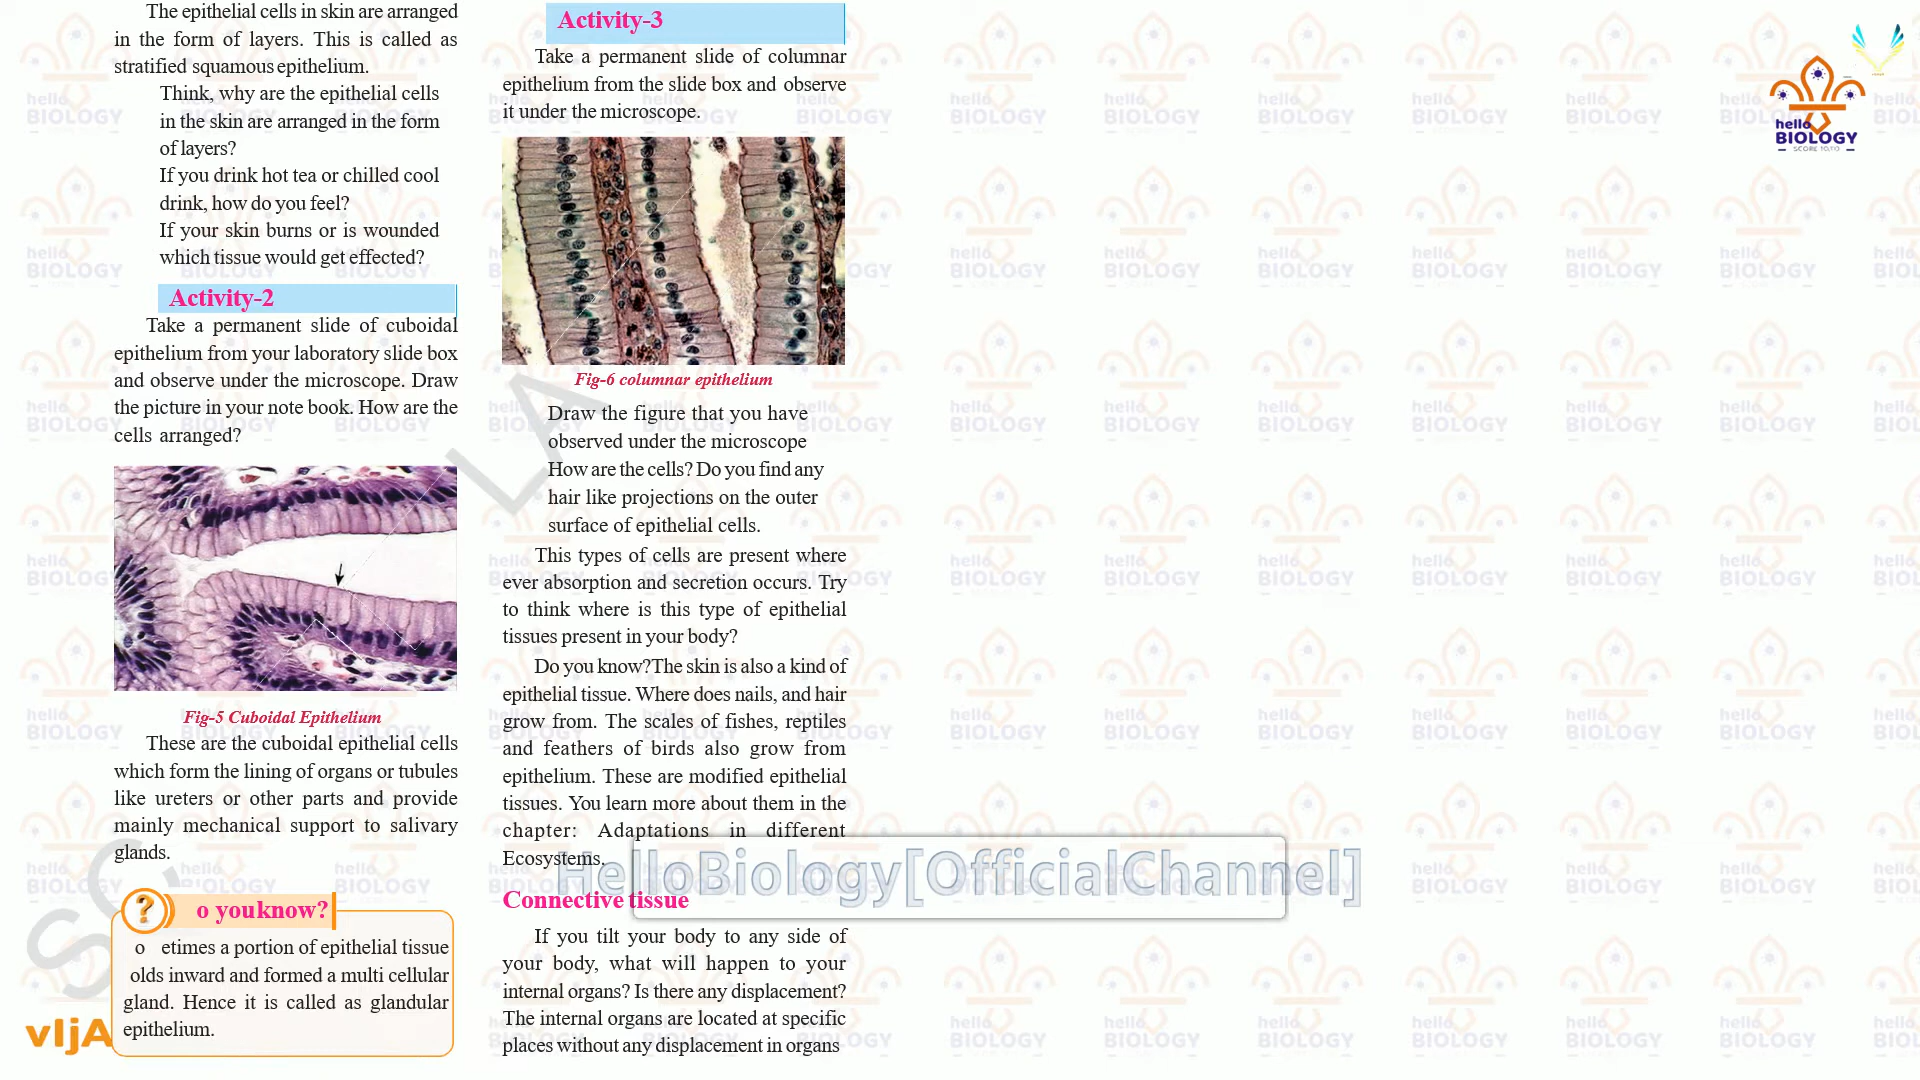 The epithelial cells in skin are arranged
in the form of layers. This is called as
stratified squamous epithelium.
Think, why are the epithelial cells
in the skin are arranged in the form
of layers?
If you drink hot tea or chilled cool
drink, how do you feel?
If your skin burns or is wounded
which tissue would get effected?
Activity-2
Take a permanent slide of cuboidal
epithelium from your laboratory slide box
and observe under the microscope. Draw
the picture in your note book. How are the
cells arranged?
Fig-5 Cuboidal Epithelium
These are the cuboidal epithelial cells
which form the lining of organs or tubules
like ureters or other parts and provide
mainly mechanical support to salivary
glands.
? o you know?
o etimes a portion of epithelial tissue
olds inward and formed a multi cellular
gland. Hence it is called as glandular
epithelium.
Activity-3
Take a permanent slide of columnar
epithelium from the slide box and observe
it under the microscope.
Fig-6 columnar epithelium
Draw the figure that you have
observed under the microscope
How are the cells? Do you find any
hair like projections on the outer
surface of epithelial cells.
This types of cells are present where
ever absorption and secretion occurs. Try
to think where is this type of epithelial
tissues present in your body?
Do you know? The skin is also a kind of
epithelial tissue. Where does nails, and hair
grow from. The scales of fishes, reptiles
and feathers of birds also grow from
epithelium. These are modified epithelial
tissues. You learn more about them in the
chapter: Adaptations in different
Ecosystems.
Connective tissue
If you tilt your body to any side of
your body, what will happen to your
internal organs? Is there any displacement?
The internal organs are located at specific
places without any displacement in organs
HelloBiology[OfficialChannel]
hello
BIOLOGY
vIjA